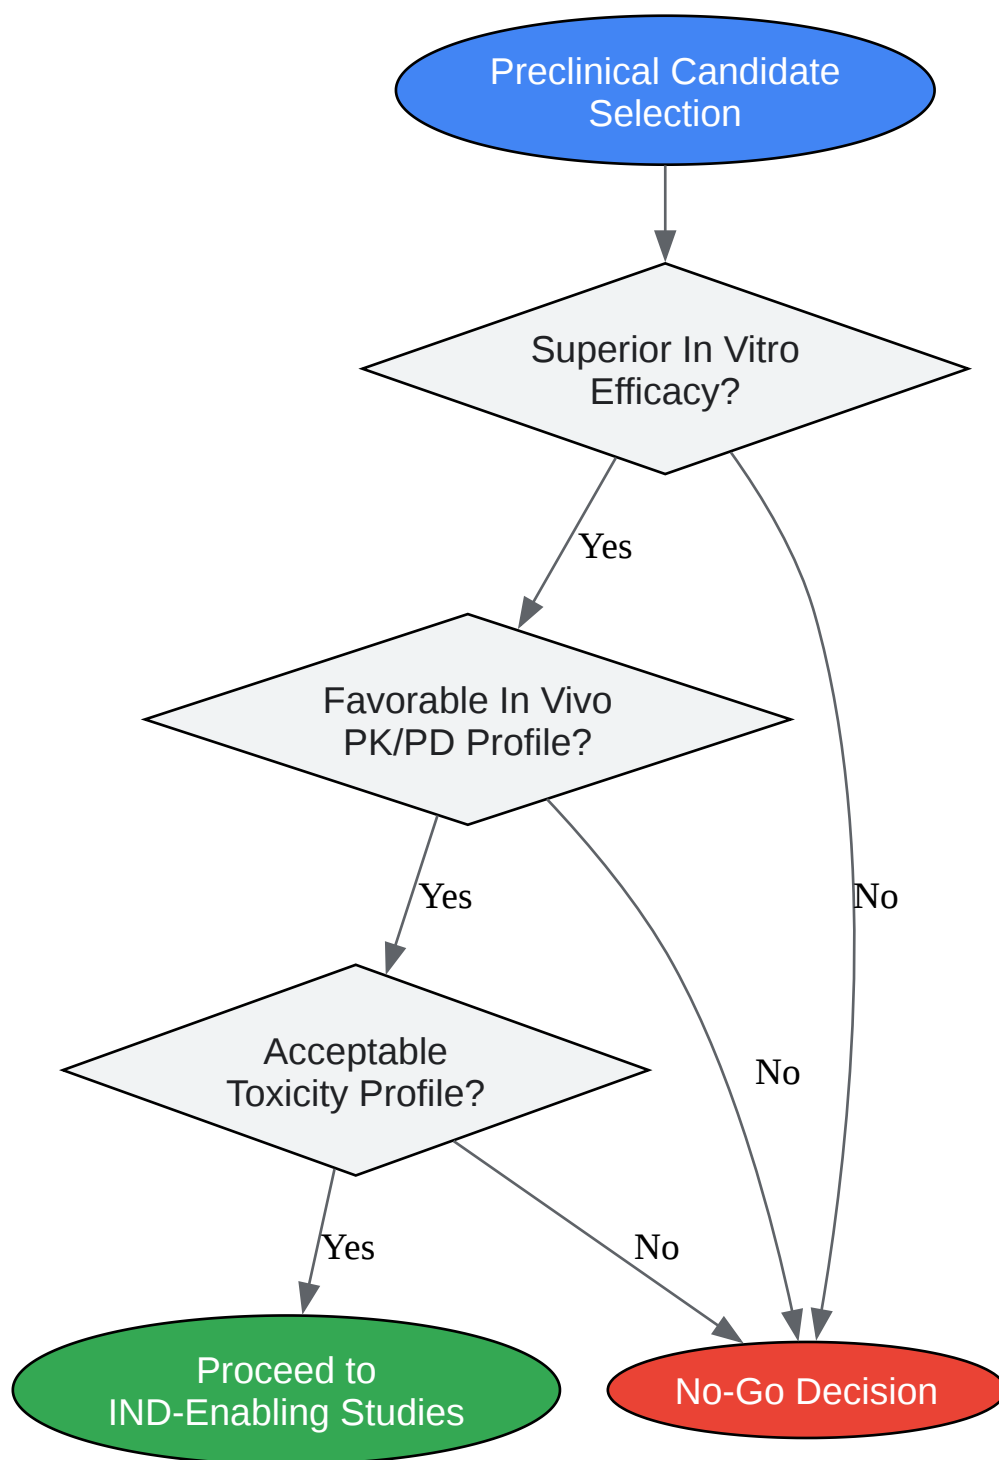 Preclinical Candidate
Selection
Superior In Vitro
Efficacy?
Yes
Favorable In Vivo
PK/PD Profile?
Yes
No
Acceptable
Toxicity Profile?
No
Yes
No
Proceed to
IND-Enabling Studies
No-Go Decision